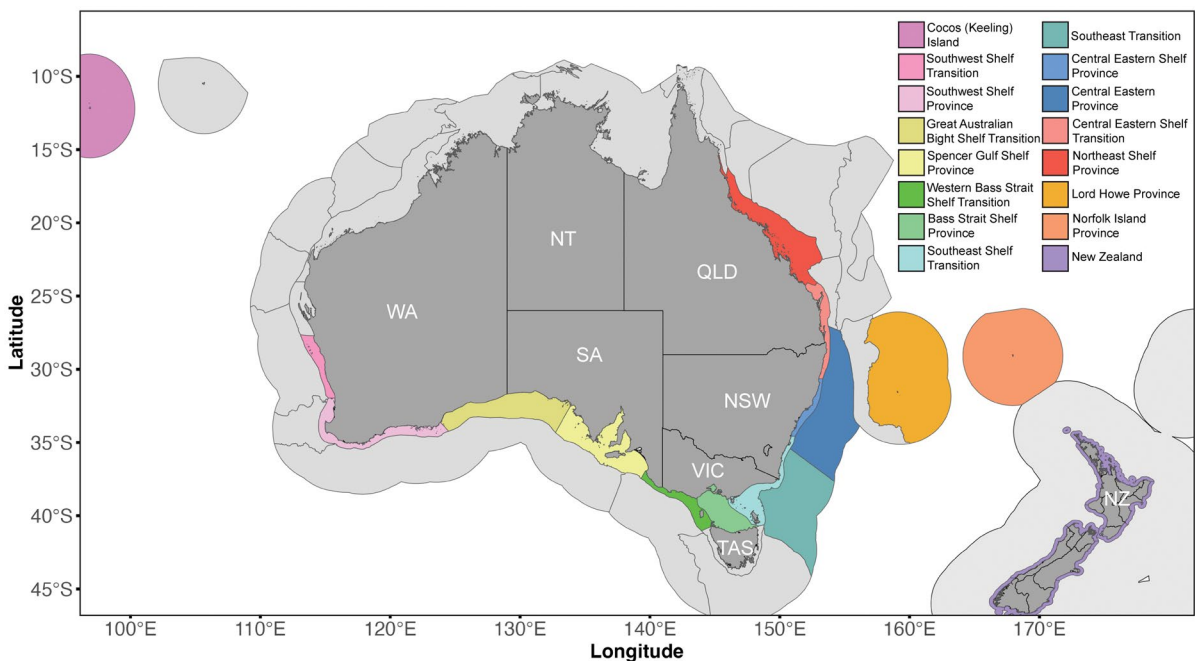 Cocos (Keeling)
Island
Southwest Shelf
Transition
Southwest Shelf
Province
Great Australian
Bight Shelf Transition
Spencer Gulf Shelf
Province
Western Bass Strait
Shelf Transition
Bass Strait Shelf
Province
Southeast Shelf
Transition
Southeast Transition
Central Eastern Shelf
Province
Central Eastern
Province
Central Eastern Shelf
Transition
Northeast Shelf
Province
Lord Howe Province
Norfolk Island
Province
New Zealand
10°S
15°S
20°S
25°S
30°S
35°S
40°S
45°S
Latitude
WA
NT
QLD
SA
NSW
VIC
TAS
NZ
100°E
110°E
120°E
130°E
140°E
150°E
160°E
170°E
Longitude